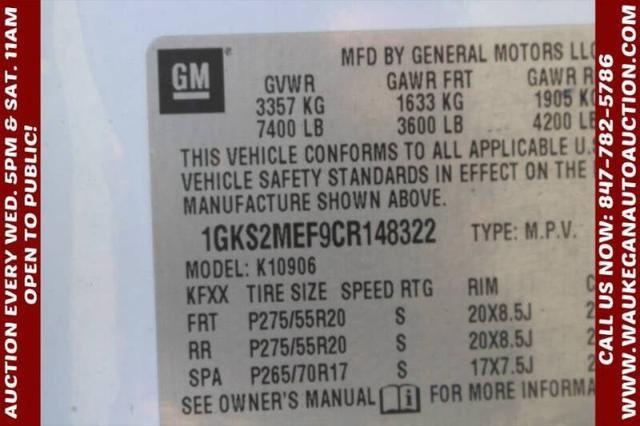 AUCTION EVERY WED. 5PM & SAT. 11AM
OPEN TO PUBLIC!
GM
MFD BY GENERAL MOTORS LLC
GVWR GAWR FRT GAWR R
3357 KG 1633 KG 1905 KG
7400 LB 3600 LB 4200 LB
THIS VEHICLE CONFORMS TO ALL APPLICABLE U.S
VEHICLE SAFETY STANDARDS IN EFFECT ON THE
MANUFACTURE SHOWN ABOVE.
1GKS2MEF9CR148322 TYPE: M.P.V.
MODEL: K10906
KFXX TIRE SIZE SPEED RTG RIM C
FRT P275/55R20 S 20X8.5J 2
RR P275/55R20 S 20X8.5J 2
SPA P265/70R17 S 17X7.5J 2
SEE OWNER'S MANUAL i FOR MORE INFORMA
CALL US NOW: 847-782-5786
WWW.WAUKEGANAUTOAUCTION.COM